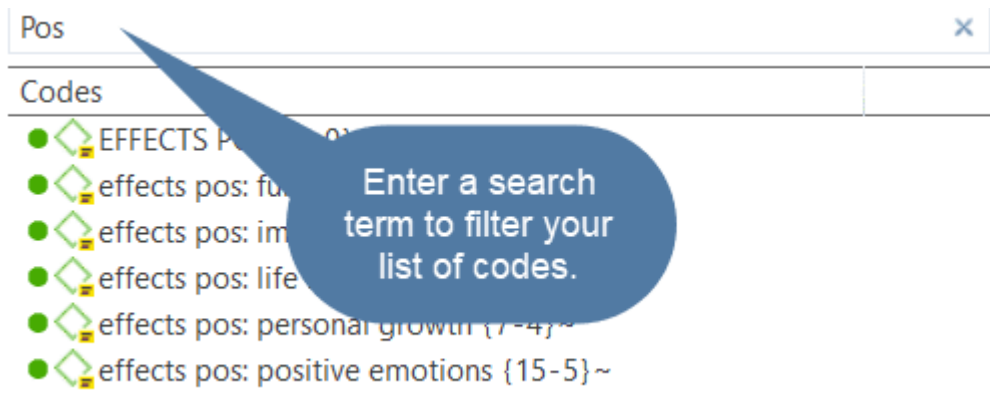 Pos
Codes
EFFECTS
effects pos:
effects pos:
effects pos: life
effects pos: personal growth {7-4}~
effects pos: positive emotions {15-5}~
Enter a search
term to filter your
list of codes.